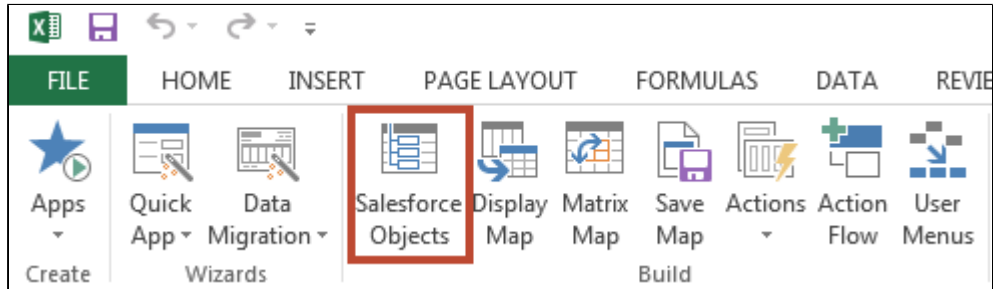 FILE HOME INSERT PAGE LAYOUT FORMULAS DATA REVIE
Apps Quick App Data Migration Salesforce Objects Display Map Matrix Map Save Map Actions Action Flow User Menus
Create Wizards Build